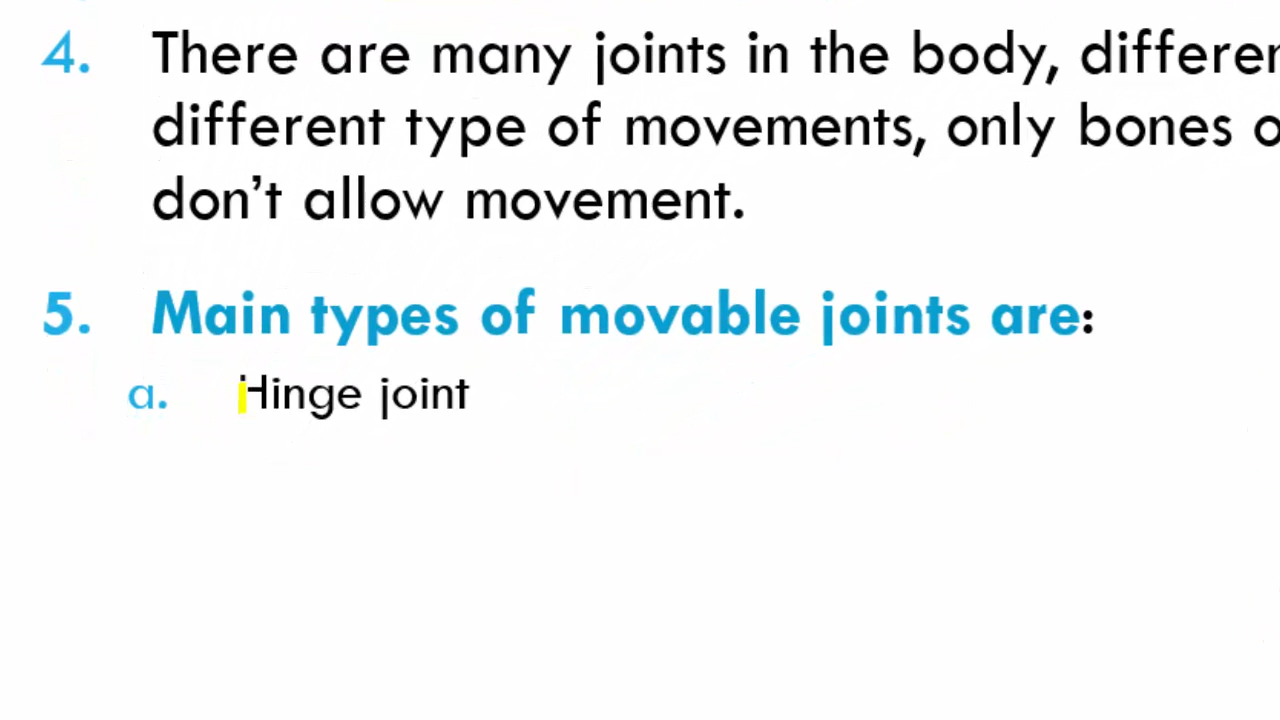 4. There are many joints in the body,
different type of movements, only bones
don't allow movement.
5. Main types of movable joints are:
a. Hinge joint